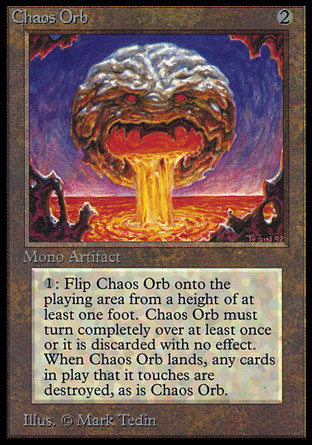 Chaos Orb 2
TEDIN 93
Mono Artifact
1: Flip Chaos Orb onto the
playing area from a height of at
least one foot. Chaos Orb must
turn completely over at least once
or it is discarded with no effect.
When Chaos Orb lands, any cards
in play that it touches are
destroyed, as is Chaos Orb.
Illus. © Mark Tedin